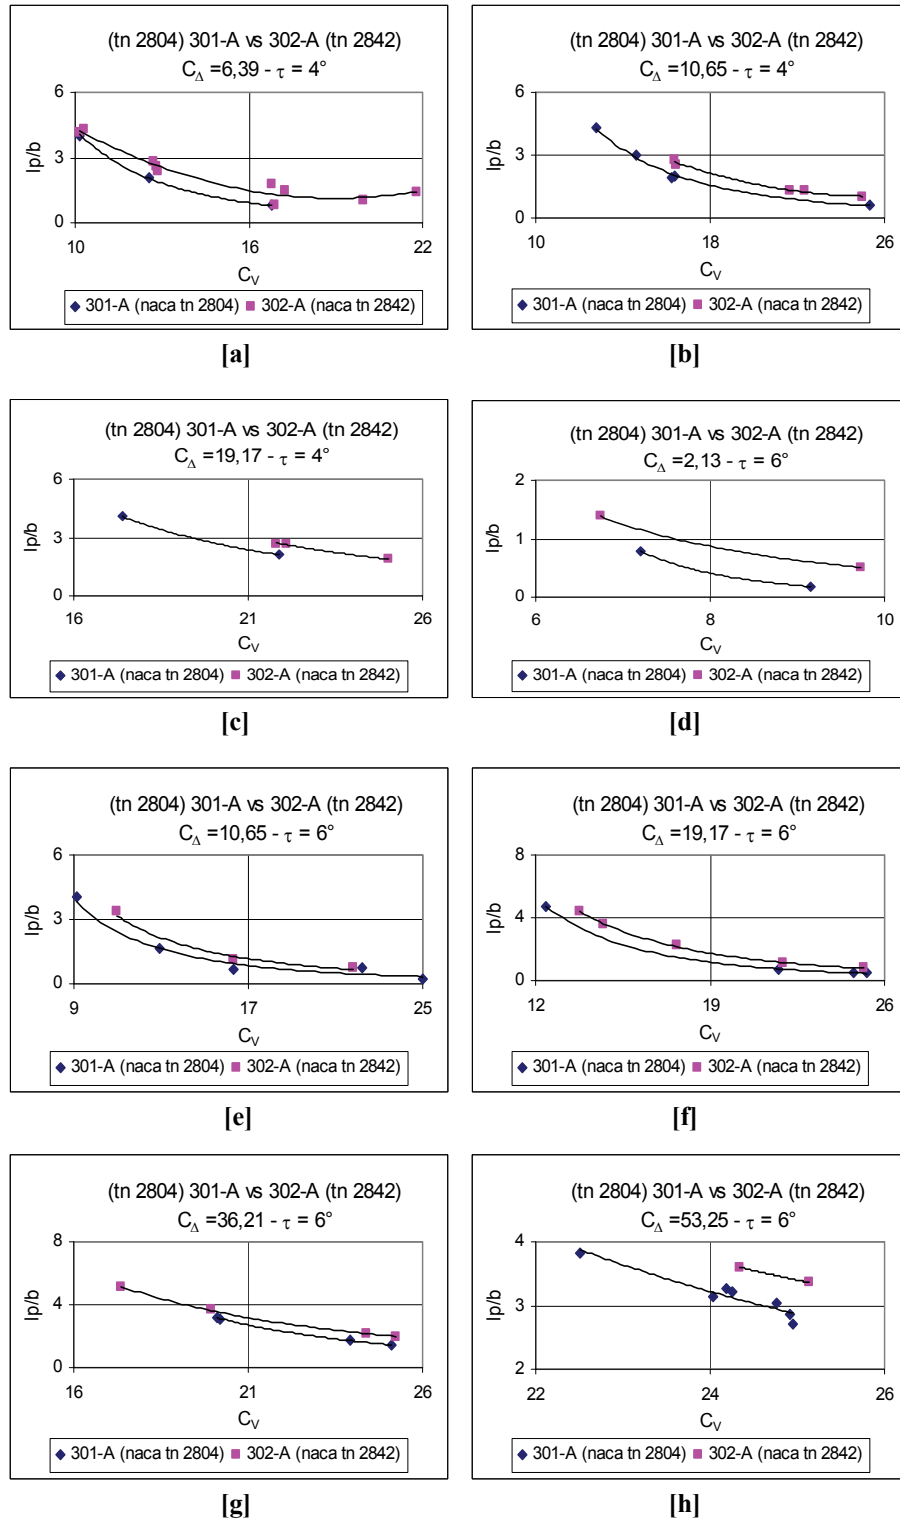 (tn 2804) 301-A vs 302-A (tn 2842)
CΔ =6,39 - τ = 4°
6
3
0
lp/b
10 16 22
CV
301-A (naca tn 2804) 302-A (naca tn 2842)
[a]
(tn 2804) 301-A vs 302-A (tn 2842)
CΔ =10,65 - τ = 4°
6
3
0
lp/b
10 18 26
CV
301-A (naca tn 2804) 302-A (naca tn 2842)
[b]
(tn 2804) 301-A vs 302-A (tn 2842)
CΔ =19,17 - τ = 4°
6
3
0
lp/b
16 21 26
CV
301-A (naca tn 2804) 302-A (naca tn 2842)
[c]
(tn 2804) 301-A vs 302-A (tn 2842)
CΔ =2,13 - τ = 6°
2
1
0
lp/b
6 8 10
CV
301-A (naca tn 2804) 302-A (naca tn 2842)
[d]
(tn 2804) 301-A vs 302-A (tn 2842)
CΔ =10,65 - τ = 6°
6
3
0
lp/b
9 17 25
CV
301-A (naca tn 2804) 302-A (naca tn 2842)
[e]
(tn 2804) 301-A vs 302-A (tn 2842)
CΔ =19,17 - τ = 6°
8
4
0
lp/b
12 19 26
CV
301-A (naca tn 2804) 302-A (naca tn 2842)
[f]
(tn 2804) 301-A vs 302-A (tn 2842)
CΔ =36,21 - τ = 6°
8
4
0
lp/b
16 21 26
CV
301-A (naca tn 2804) 302-A (naca tn 2842)
[g]
(tn 2804) 301-A vs 302-A (tn 2842)
CΔ =53,25 - τ = 6°
4
3
2
lp/b
22 24 26
CV
301-A (naca tn 2804) 302-A (naca tn 2842)
[h]